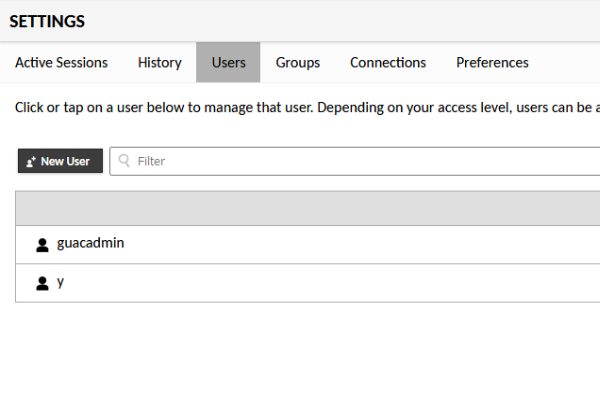 SETTINGS
Active Sessions History Users Groups Connections Preferences
Click or tap on a user below to manage that user. Depending on your access level, users can be a
New User Filter
guacadmin
y